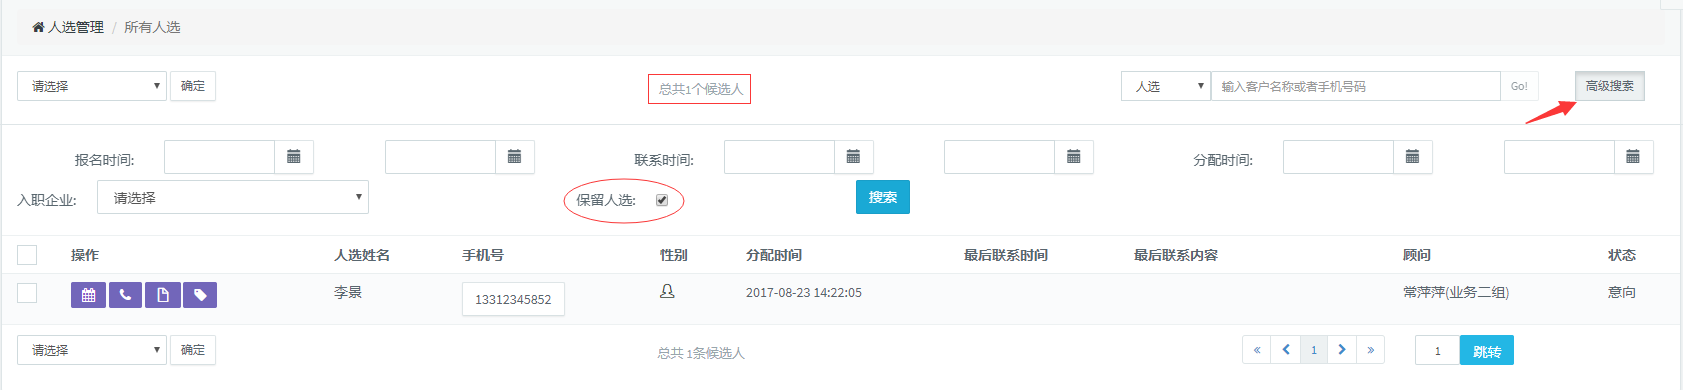 人选管理 / 所有人选
请选择 确定 总共1个候选人 人选 输入客户名称或者手机号码 Go! 高级搜索
报名时间: 联系时间: 分配时间:
入职企业: 请选择 保留人选: 搜索
操作 人选姓名 手机号 性别 分配时间 最后联系时间 最后联系内容 顾问 状态
李景 13312345852 2017-08-23 14:22:05 常萍萍(业务二组) 意向
请选择 确定 总共 1条候选人 « 1 » 1 跳转